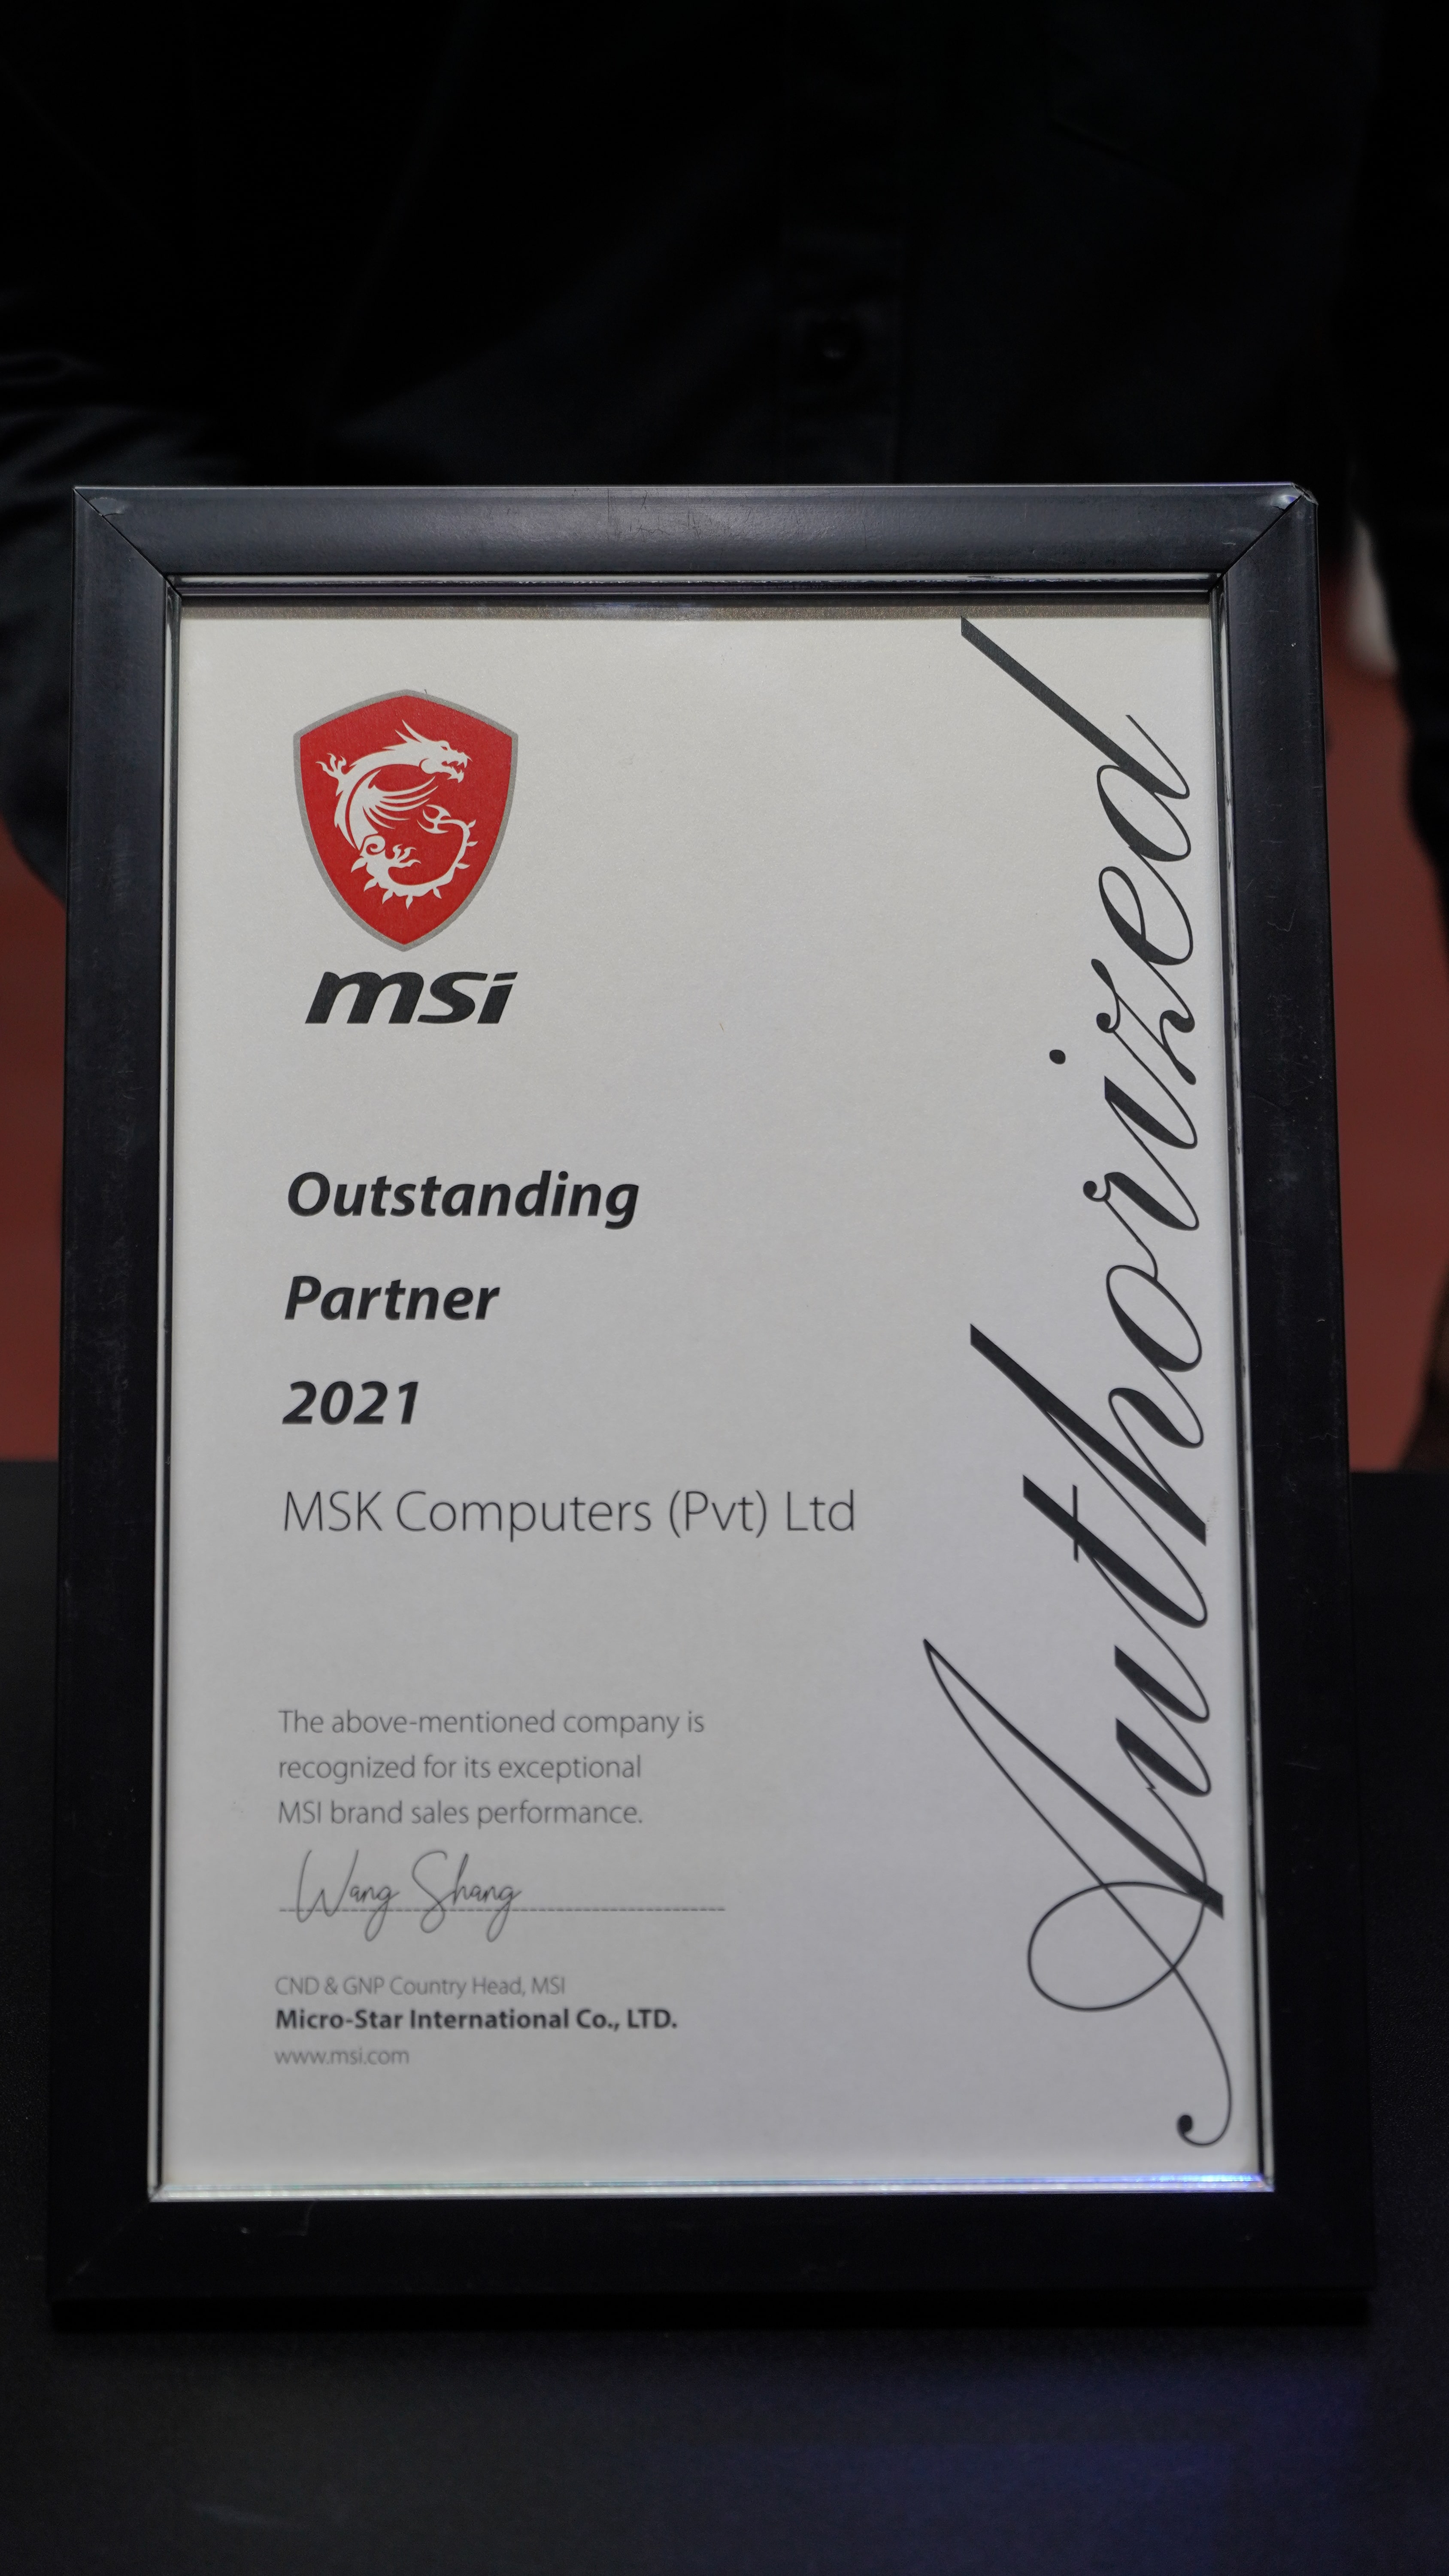 msi
Outstanding
Partner
2021
MSK Computers (Pvt) Ltd
The above-mentioned company is
recognized for its exceptional
MSI brand sales performance.
Wang Shang
CND & GNP Country Head, MSI
Micro-Star International Co., LTD.
www.msi.com
Authorized